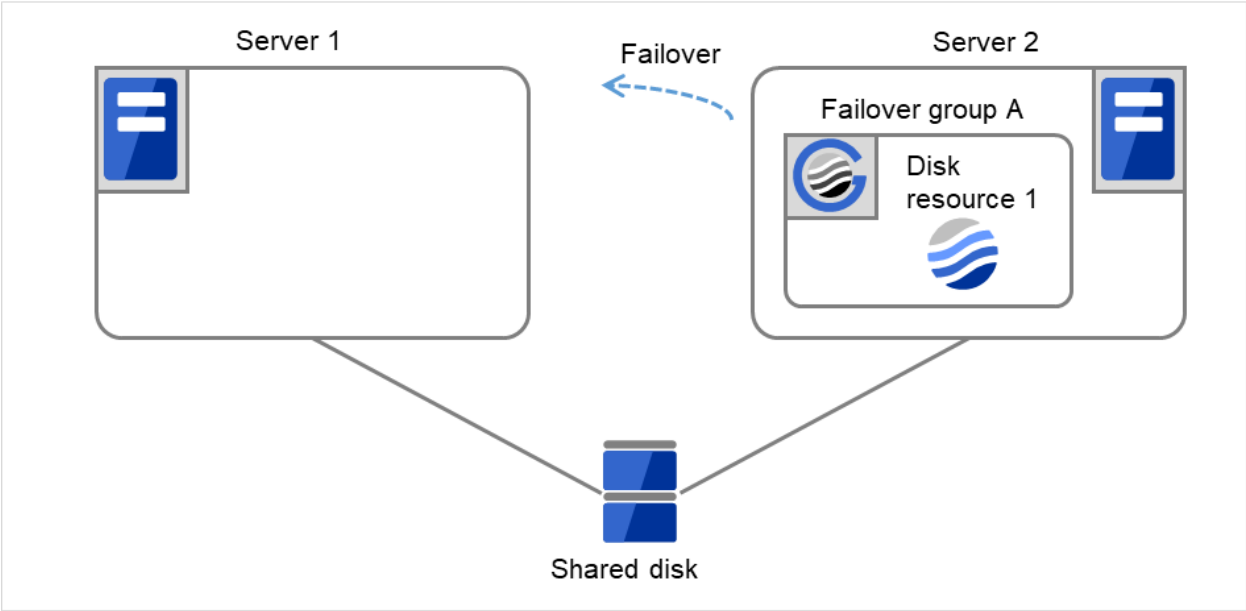 Server 1
Failover
Server 2
Failover group A
Disk
resource 1
Shared disk